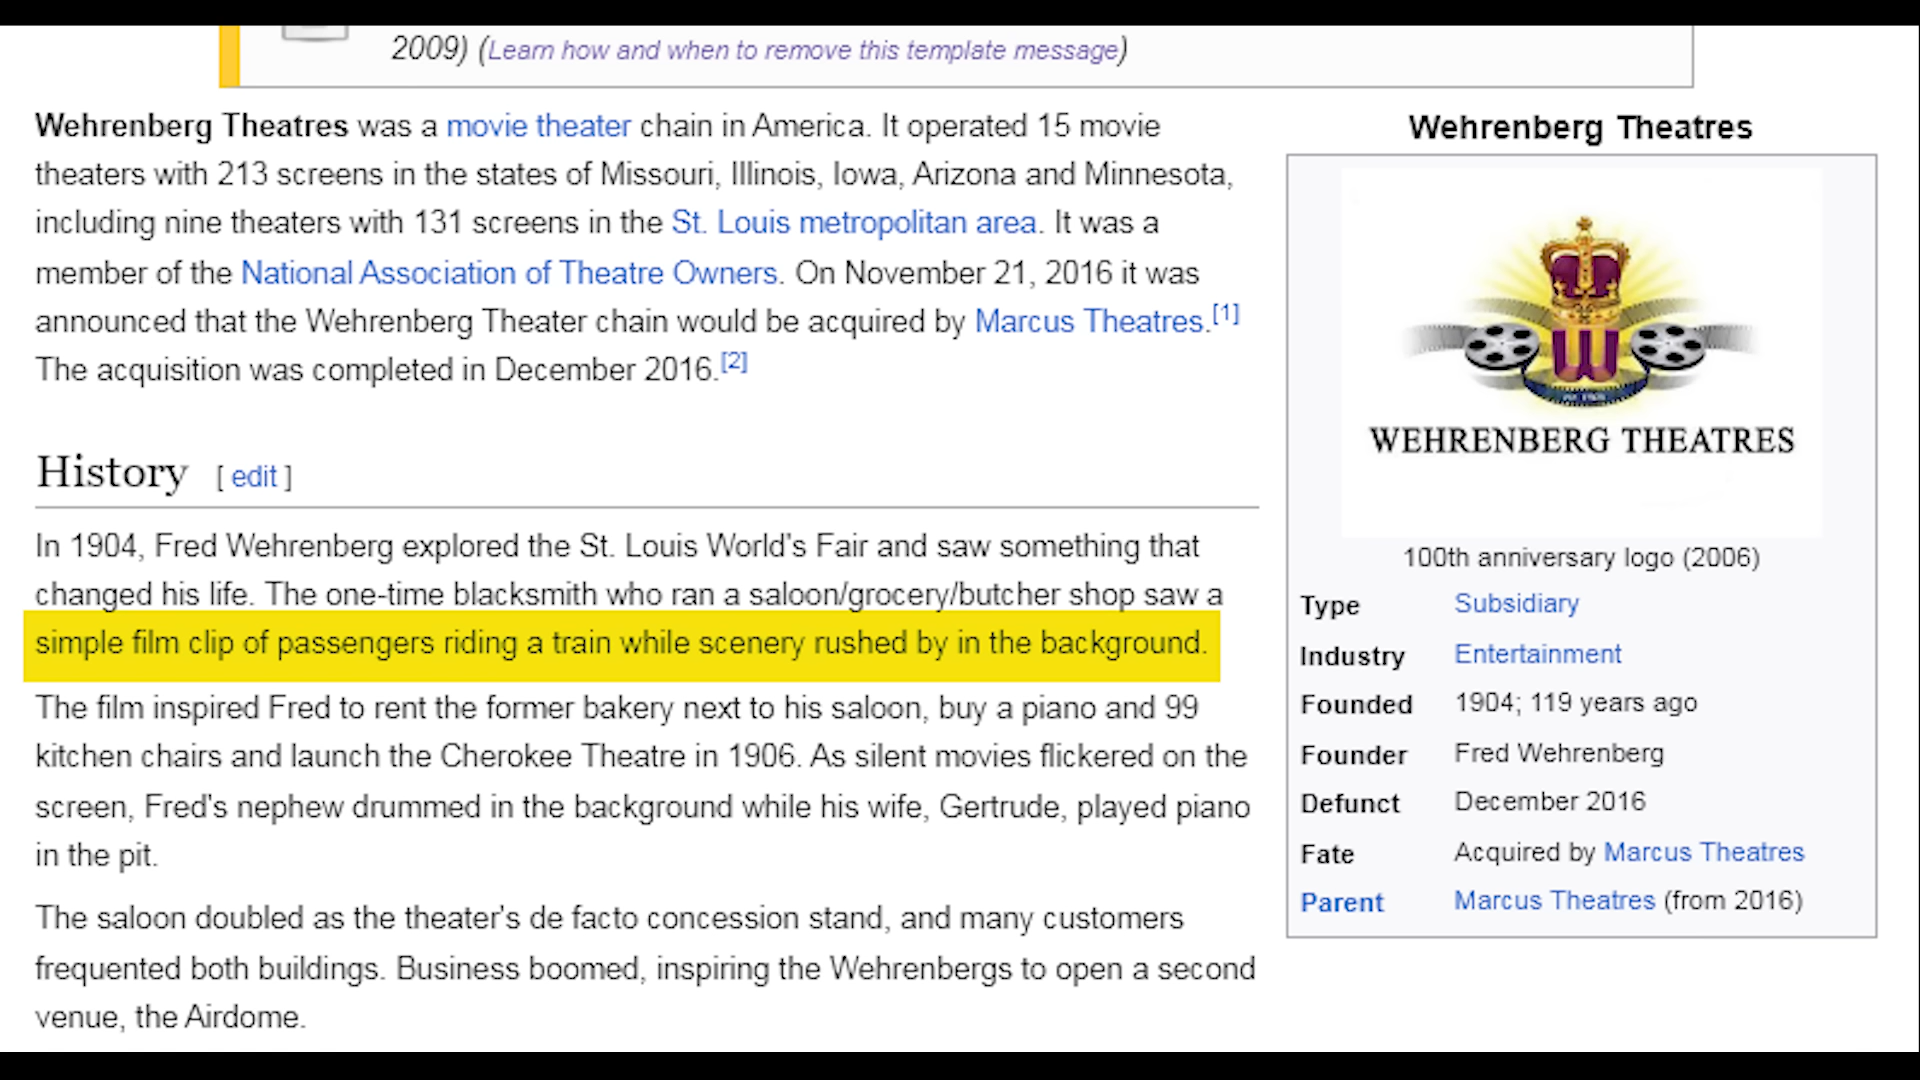 2009) (Learn how and when to remove this template message)
Wehrenberg Theatres was a movie theater chain in America. It operated 15 movie
theaters with 213 screens in the states of Missouri, Illinois, Iowa, Arizona and Minnesota,
including nine theaters with 131 screens in the St. Louis metropolitan area. It was a
member of the National Association of Theatre Owners. On November 21, 2016 it was
announced that the Wehrenberg Theater chain would be acquired by Marcus Theatres.[1]
The acquisition was completed in December 2016.[2]
History [ edit ]
In 1904, Fred Wehrenberg explored the St. Louis World's Fair and saw something that
changed his life. The one-time blacksmith who ran a saloon/grocery/butcher shop saw a
simple film clip of passengers riding a train while scenery rushed by in the background.
The film inspired Fred to rent the former bakery next to his saloon, buy a piano and 99
kitchen chairs and launch the Cherokee Theatre in 1906. As silent movies flickered on the
screen, Fred's nephew drummed in the background while his wife, Gertrude, played piano
in the pit.
The saloon doubled as the theater's de facto concession stand, and many customers
frequented both buildings. Business boomed, inspiring the Wehrenbergs to open a second
venue, the Airdome.
Wehrenberg Theatres
W
WEHRENBERG THEATRES
100th anniversary logo (2006)
Type Subsidiary
Industry Entertainment
Founded 1904; 119 years ago
Founder Fred Wehrenberg
Defunct December 2016
Fate Acquired by Marcus Theatres
Parent Marcus Theatres (from 2016)